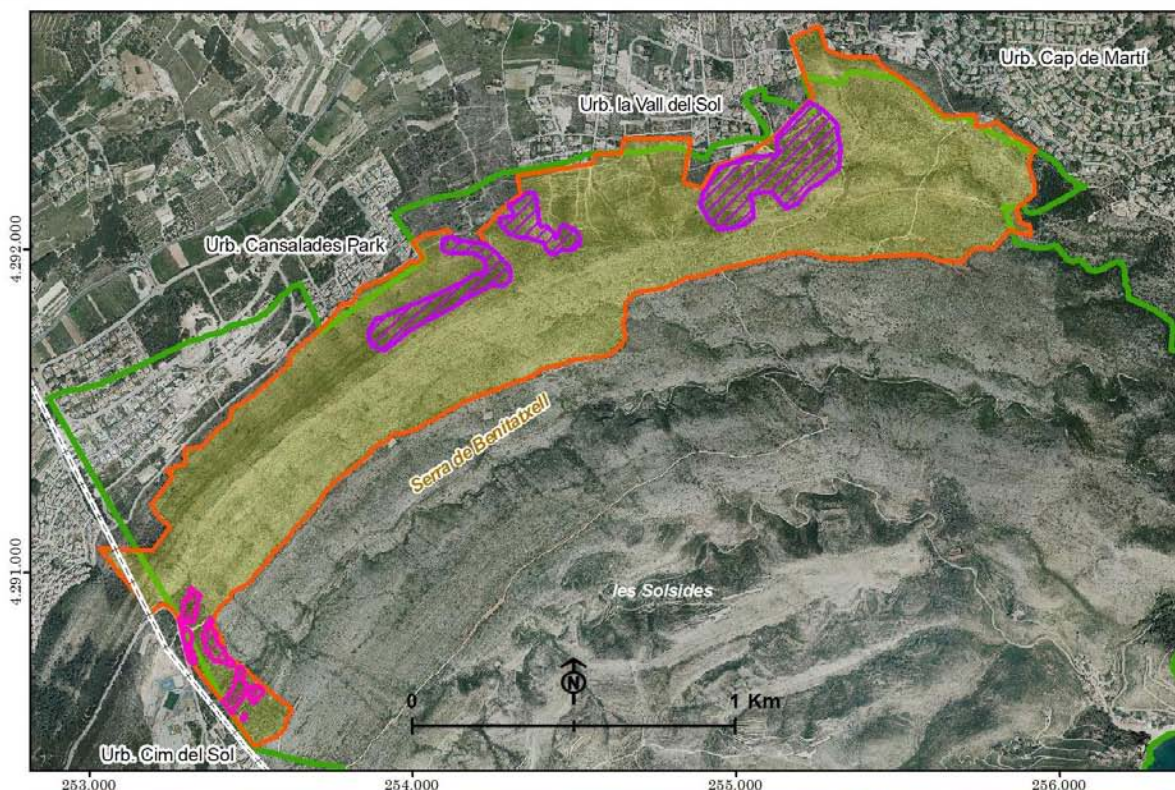 Urb. Cap de Martí
Urb. la Vall del Sol
4.292.000
Urb. Cansalades Park
Serra de Benitatxell
4.291.000
les Solsides
N
0
1 Km
Urb. Cim del Sol
253.000
254.000
255.000
256.000